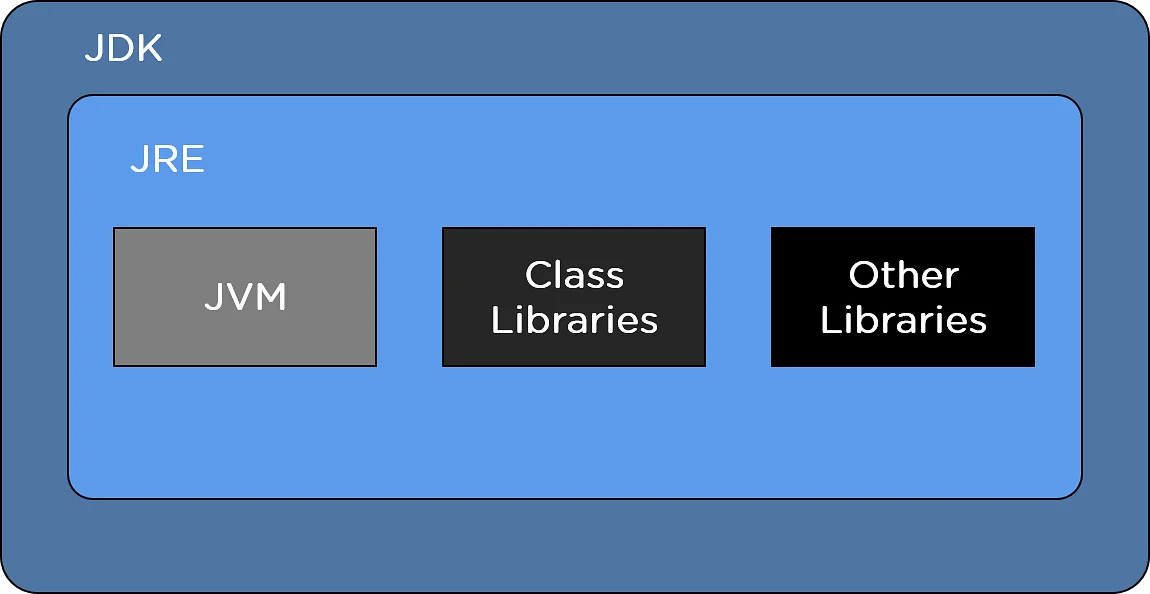 JDK
JRE
JVM
Class
Libraries
Other
Libraries